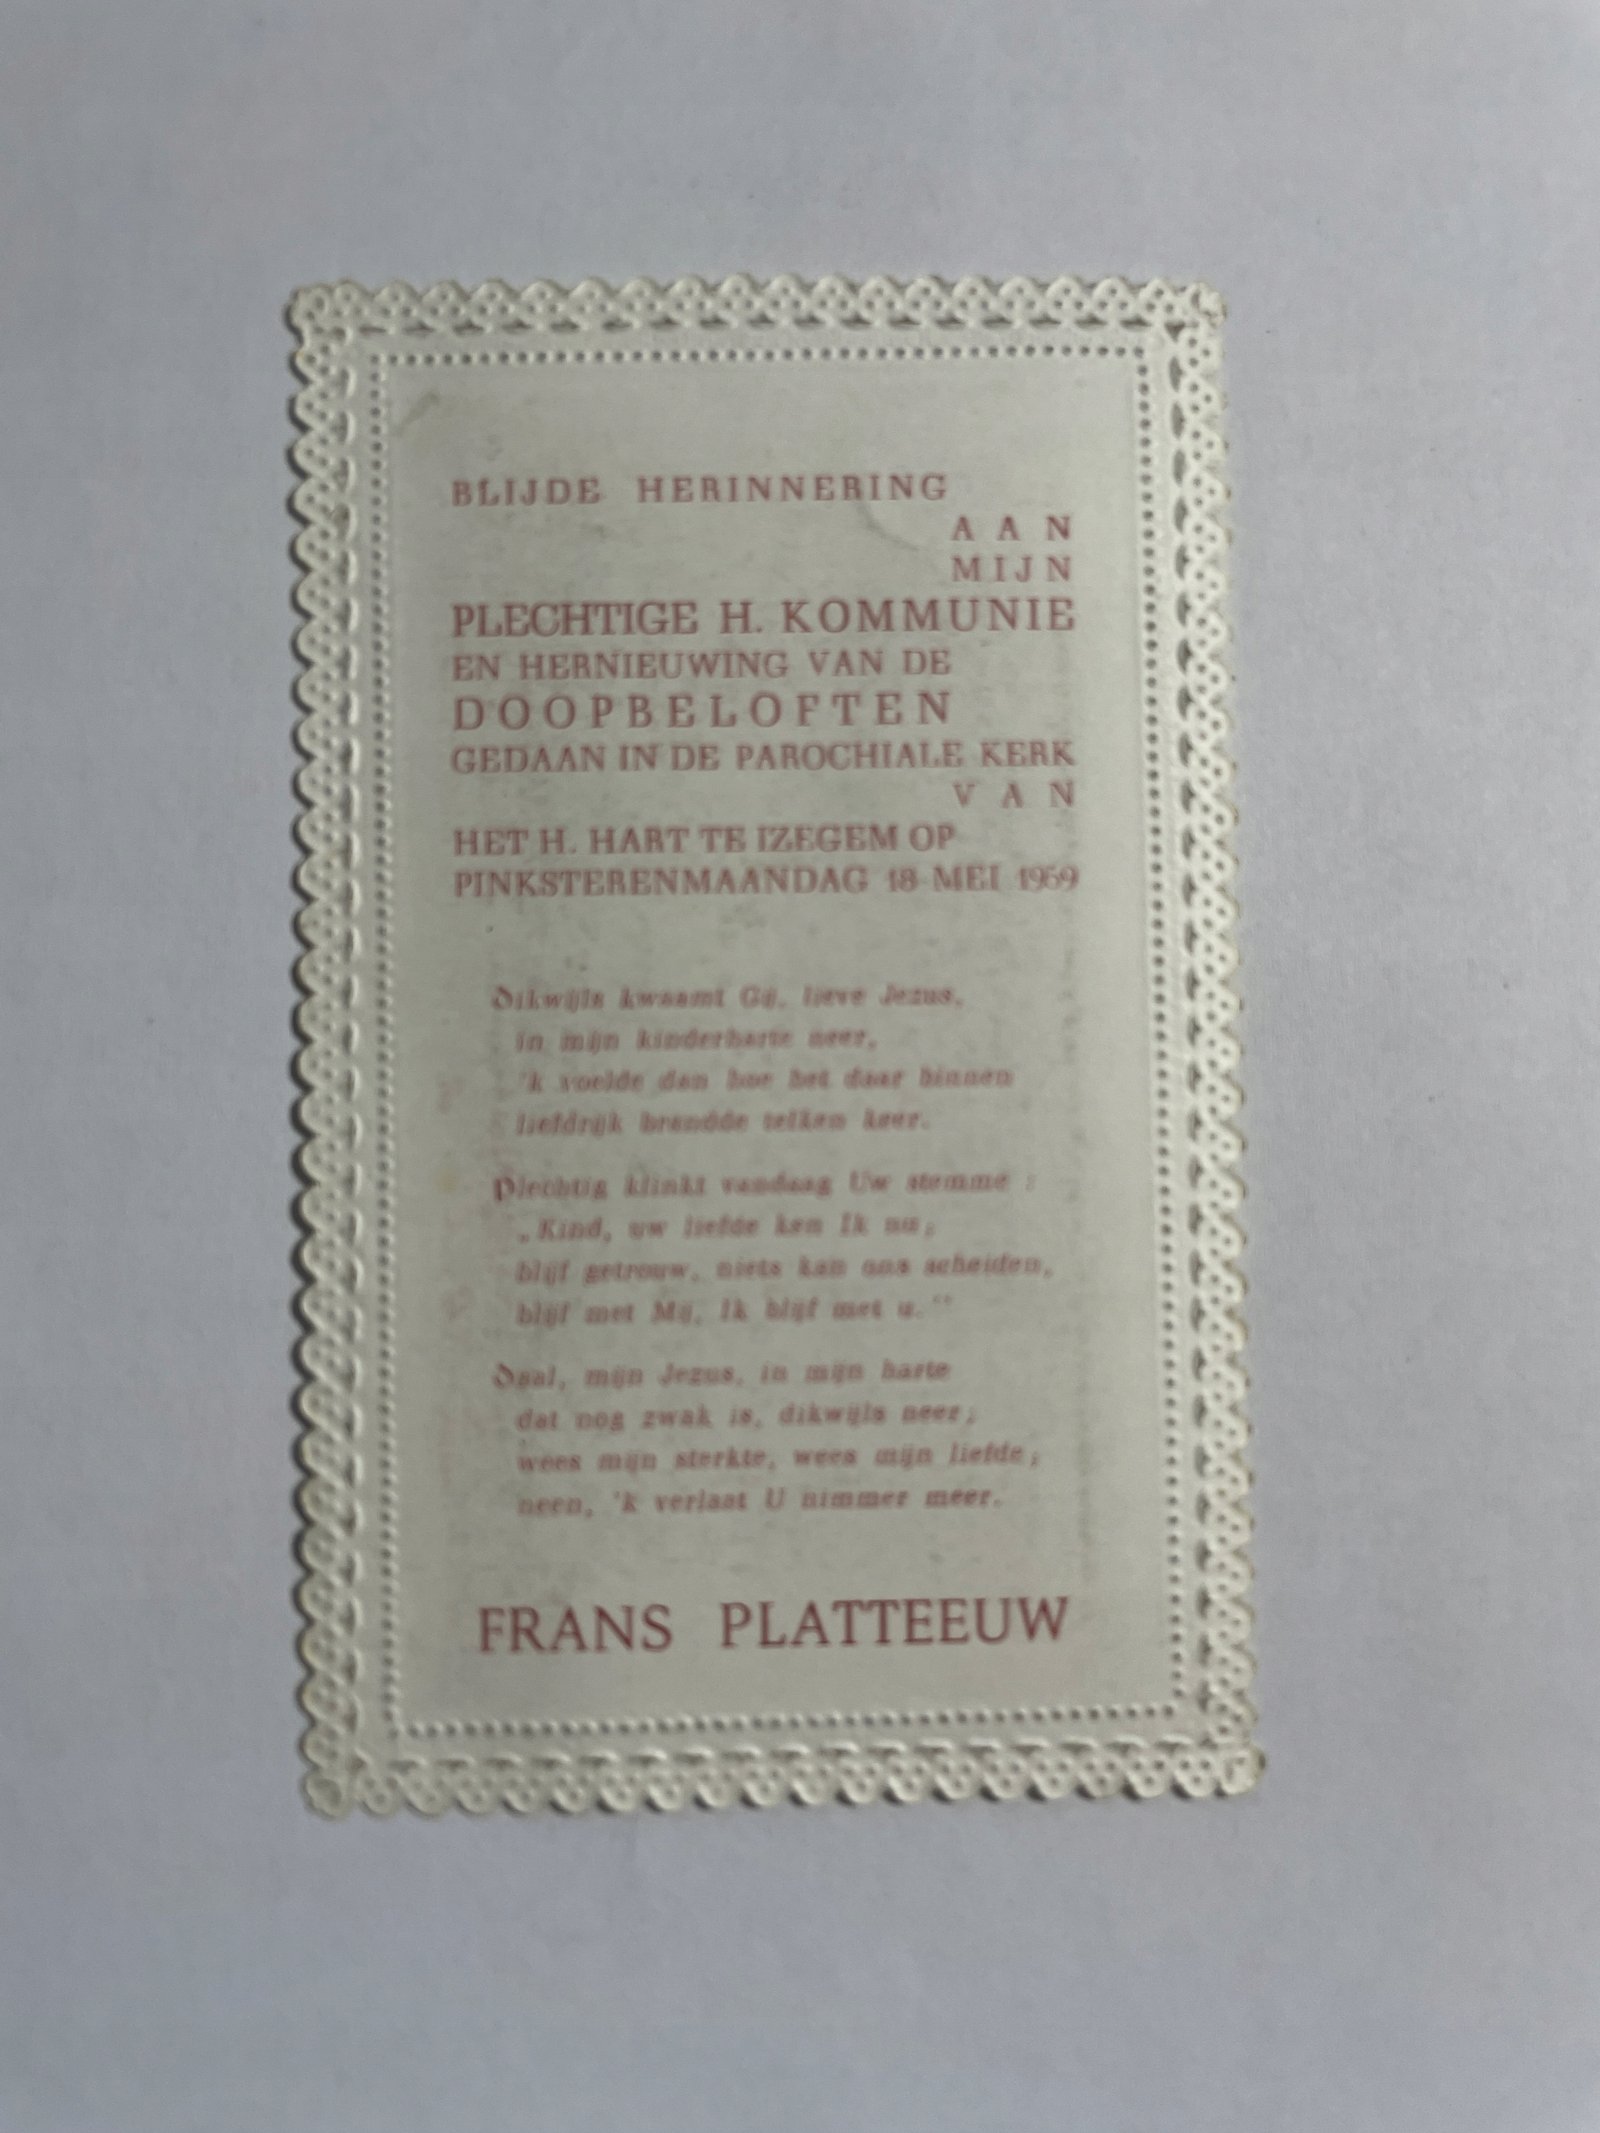 BLIJDE HERINNERING
AAN
MIJN
PLECHTIGE H. KOMMUNIE
EN HERNIEUWING VAN DE
DOOPBELOFTEN
GEDAAN IN DE PAROCHIALE KERK
VAN
HET H. HART TE IZEGEM OP
PINKSTERENMAANDAG 18 MEI 1959
Dikwijls kwaamt Gij, lieve Jezus,
in mijn kinderharte neer,
'k voelde dan hoe het daar binnen
liefdrijk brandde telken keer.
Plechtig klinkt vandaag Uw stemme :
„Kind, uw liefde ken Ik nu;
blijf getrouw, niets kan ons scheiden,
blijf met Mij, Ik blijf met u.“
Daal, mijn Jezus, in mijn harte
dat nog zwak is, dikwijls neer;
wees mijn sterkte, wees mijn liefde;
neen, 'k verlaat U nimmer meer.
FRANS PLATTEEUW